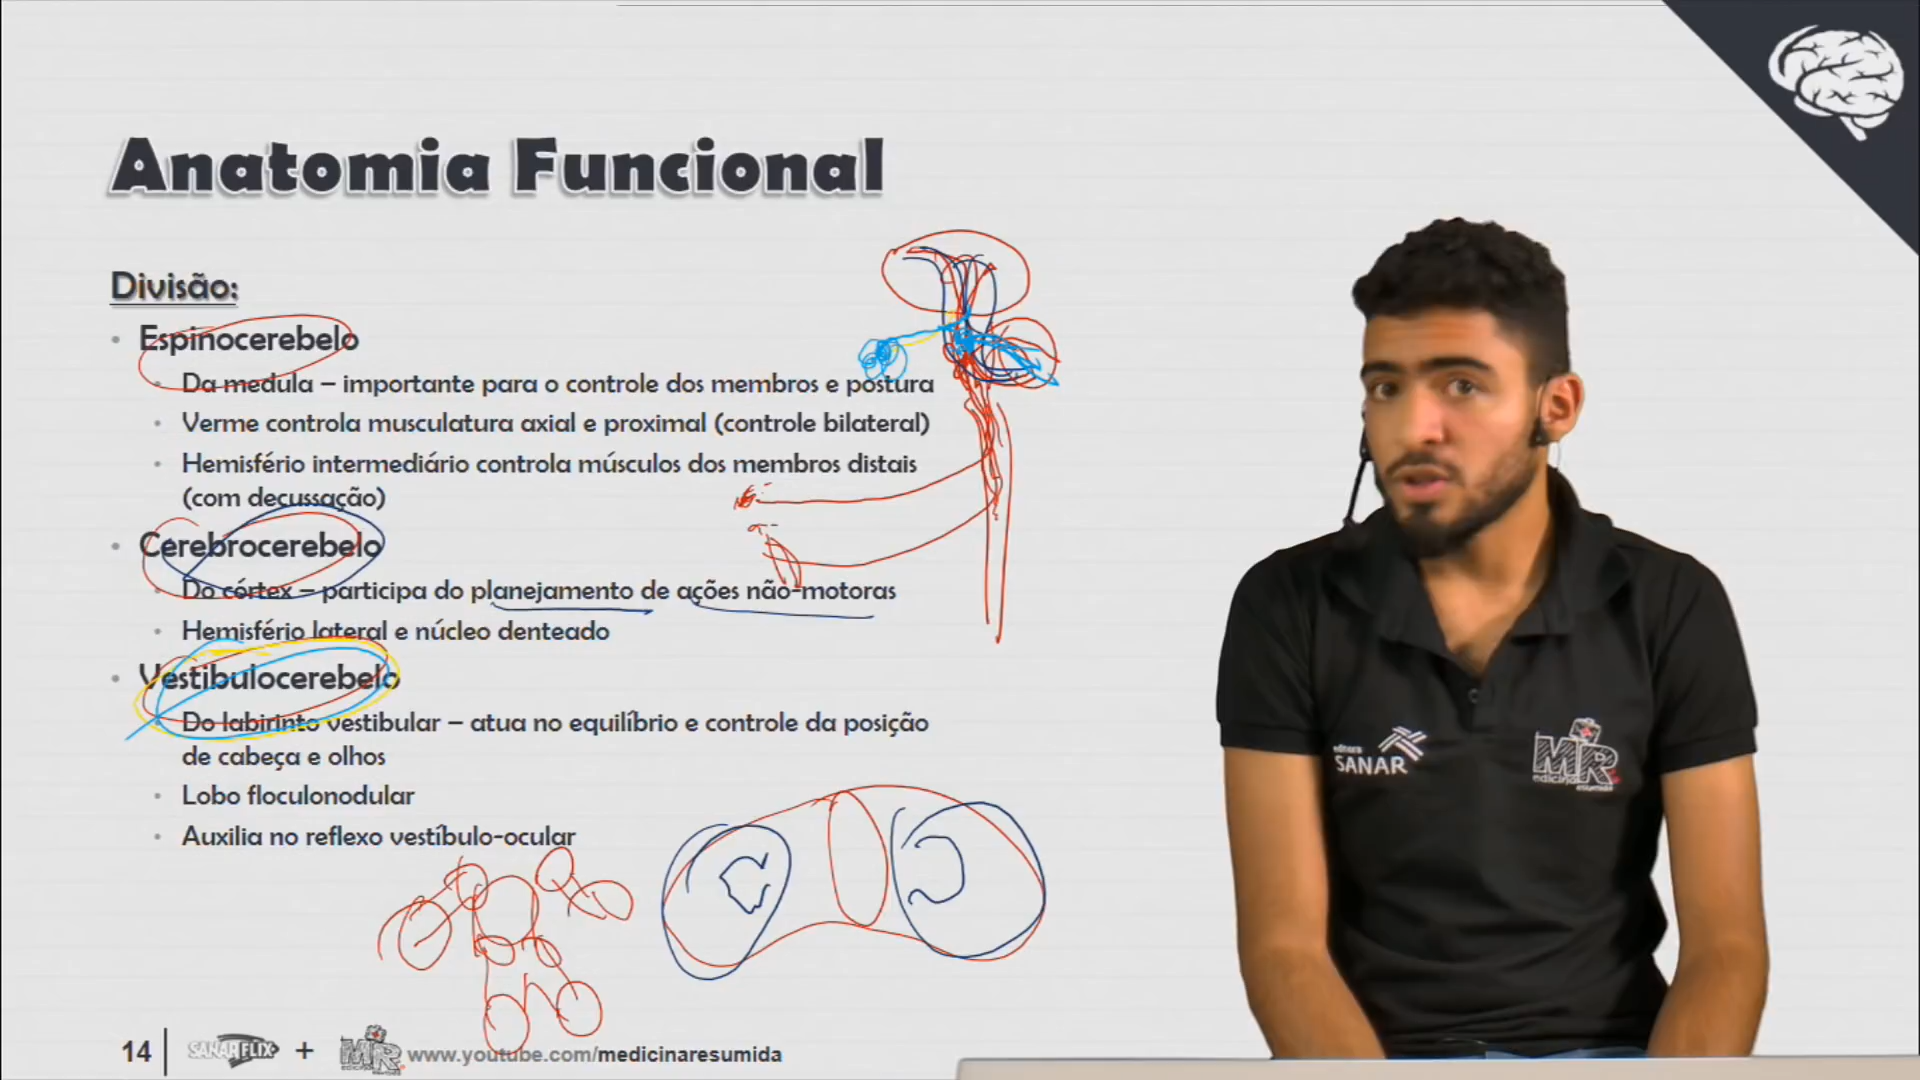 Anatomia Funcional
Divisão:
• Espinocerebelo
• Da medula – importante para o controle dos membros e postura
• Verme controla musculatura axial e proximal (controle bilateral)
• Hemisfério intermediário controla músculos dos membros distais
(com decussação)
• Cerebrocerebelo
• Do córtex – participa do planejamento de ações não-motoras
• Hemisfério lateral e núcleo denteado
• Vestibulocerebelo
• Do labirinto vestibular – atua no equilíbrio e controle da posição
de cabeça e olhos
• Lobo floculonodular
• Auxilia no reflexo vestíbulo-ocular
editora
SANAR
MR
edicina
esumida
14
SANARFLIX + MR www.youtube.com/medicinaresumida